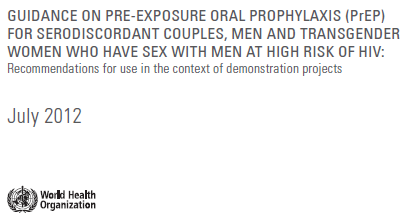 GUIDANCE ON PRE-EXPOSURE ORAL PROPHYLAXIS (PrEP)
FOR SERODISCORDANT COUPLES, MEN AND TRANSGENDER
WOMEN WHO HAVE SEX WITH MEN AT HIGH RISK OF HIV:
Recommendations for use in the context of demonstration projects
July 2012
World Health
Organization